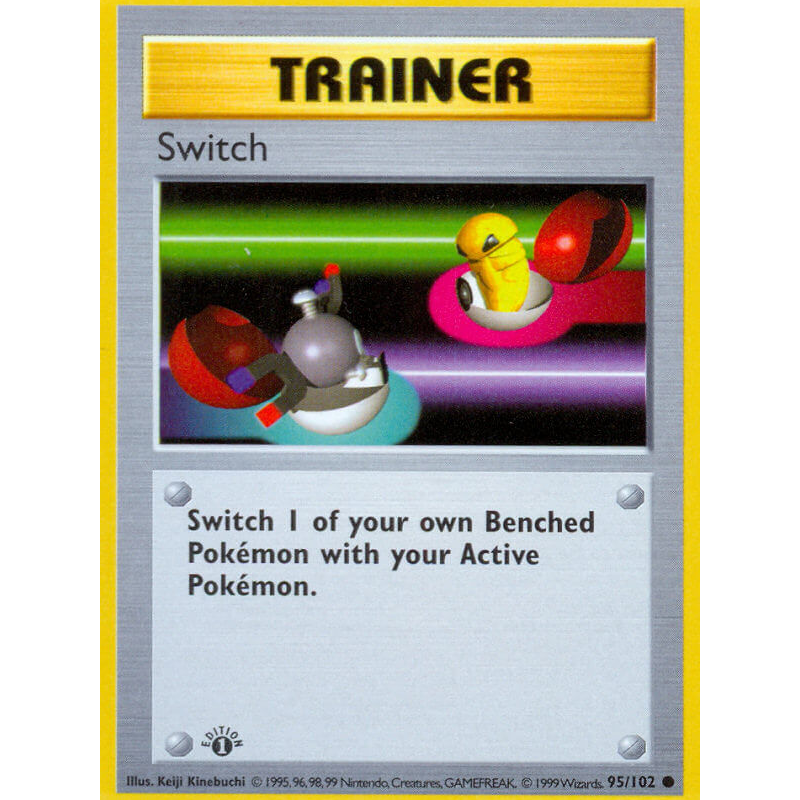 TRAINER
Switch
Switch 1 of your own Benched
Pokémon with your Active
Pokémon.
EDITION
1
Illus. Keiji Kinebuchi © 1995, 96, 98, 99 Nintendo, Creatures, GAMEFREAK. © 1999 Wizards. 95/102 ●